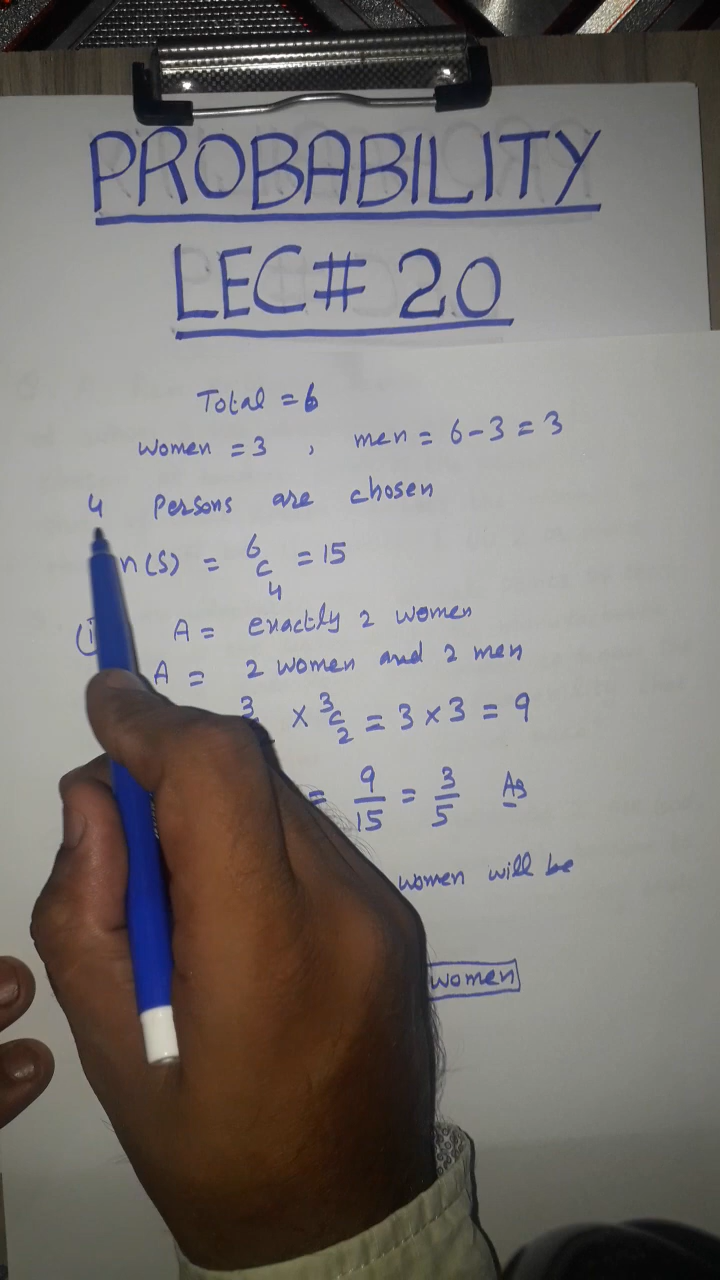 PROBABILITY
LEC# 20
Total = 6
women = 3 , men = 6-3 = 3
4 Persons are chosen
n(S) = 6C4 = 15
A = exactly 2 women
A = 2 women and 2 men
3 × 3C2 = 3 × 3 = 9
= 9/15 = 3/5 As
women will be
women